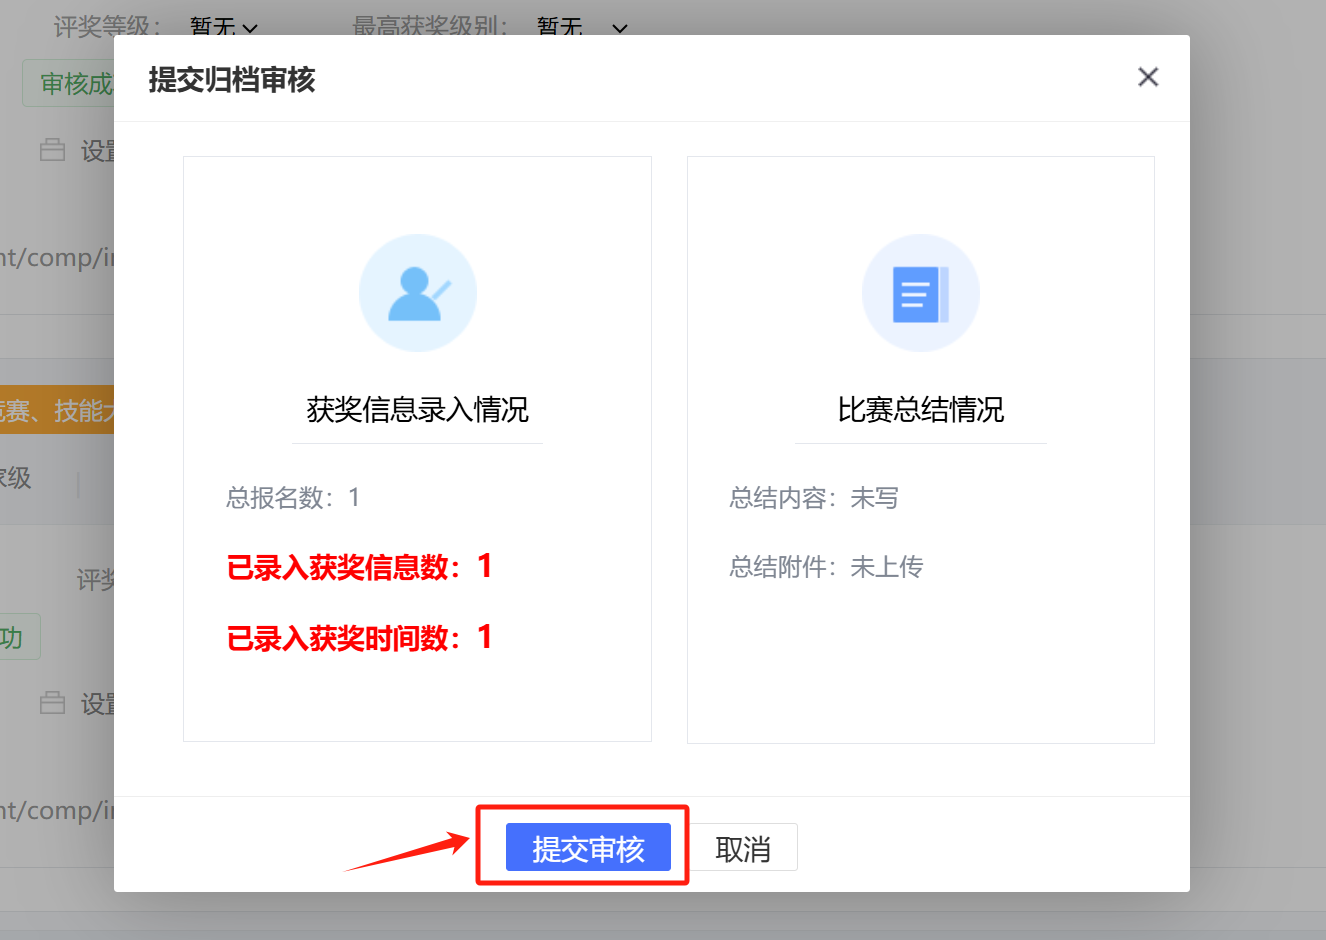 评奖等级： 暂无 最高获奖级别： 暂无
审核成
提交归档审核
设置
nt/comp/in
获奖信息录入情况
比赛总结情况
竞赛、技能大
家级
总报名数：1
总结内容：未写
已录入获奖信息数：1
总结附件：未上传
评奖
功
已录入获奖时间数：1
设置
nt/comp/in
提交审核
取消